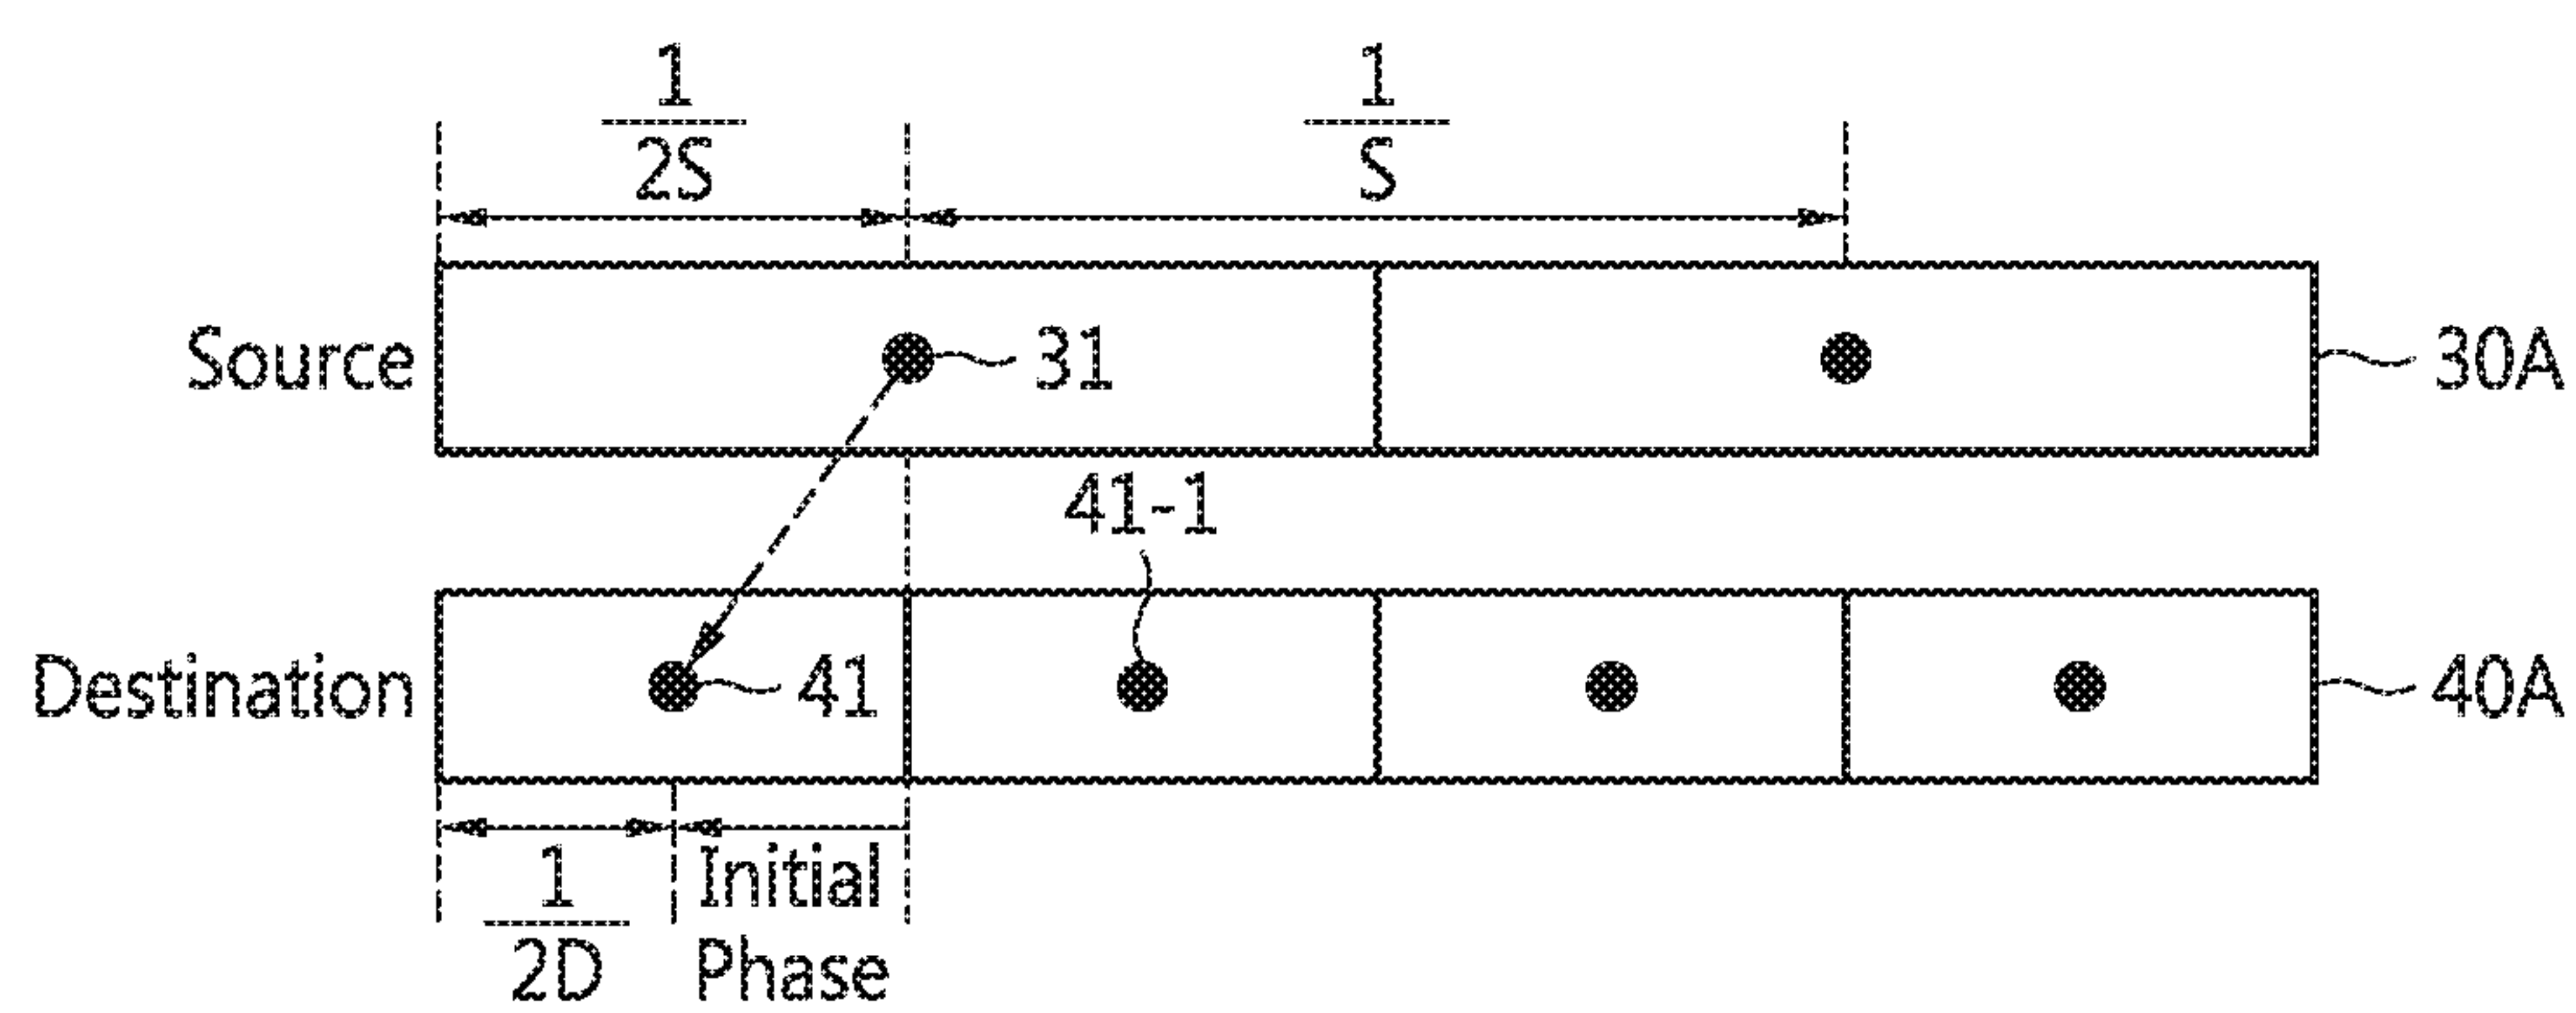 1
2S
1
S
Source
31
30A
41-1
Destination
41
40A
1
2D
Initial
Phase